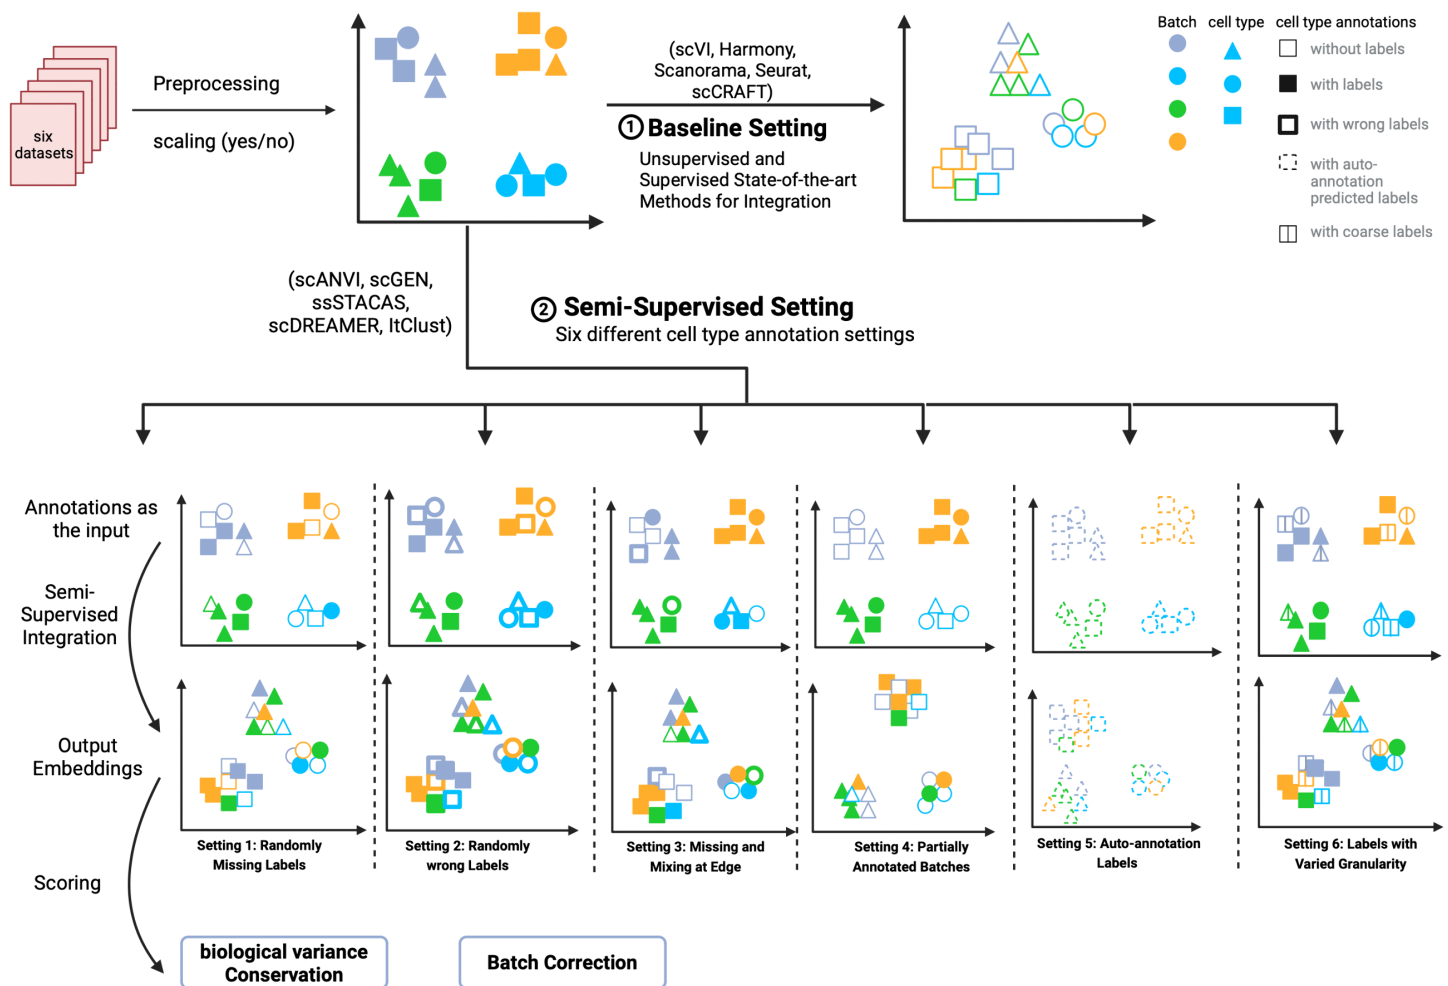 six
datasets
Preprocessing
scaling (yes/no)
(scVI, Harmony,
Scanorama, Seurat,
scCRAFT)
1 Baseline Setting
Unsupervised and
Supervised State-of-the-art
Methods for Integration
Batch
cell type
cell type annotations
without labels
with labels
with wrong labels
with auto-
annotation
predicted labels
with coarse labels
(scANVI, scGEN,
ssSTACAS,
scDREAMER, ItClust)
2 Semi-Supervised Setting
Six different cell type annotation settings
Annotations as
the input
Semi-
Supervised
Integration
Output
Embeddings
Scoring
Setting 1: Randomly
Missing Labels
Setting 2: Randomly
wrong Labels
Setting 3: Missing and
Mixing at Edge
Setting 4: Partially
Annotated Batches
Setting 5: Auto-annotation
Labels
Setting 6: Labels with
Varied Granularity
biological variance
Conservation
Batch Correction